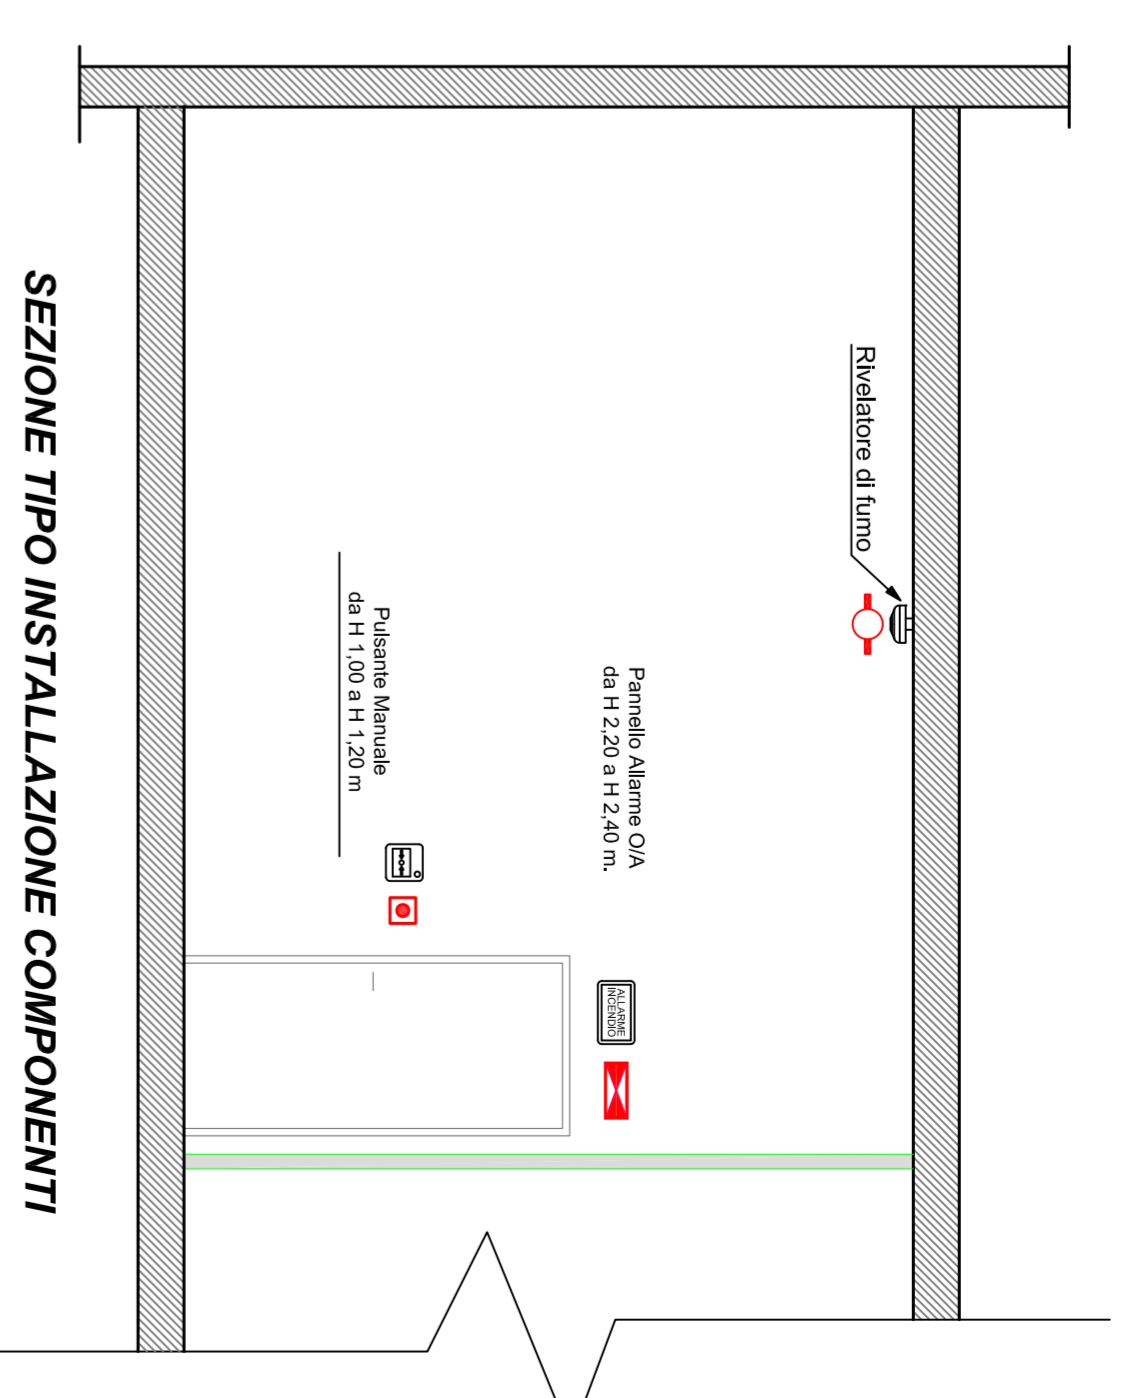 Rivelatore di fumo
Pannello Allarme O/A
da H 2,20 a H 2,40 m.
ALLARME
INCENDIO
Pulsante Manuale
da H 1,00 a H 1,20 m
SEZIONE TIPO INSTALLAZIONE COMPONENTI